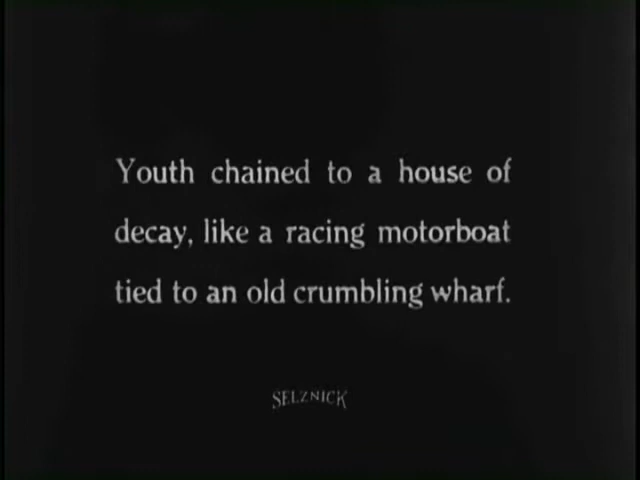 Youth chained to a house of
decay, like a racing motorboat
tied to an old crumbling wharf.
SELZNICK